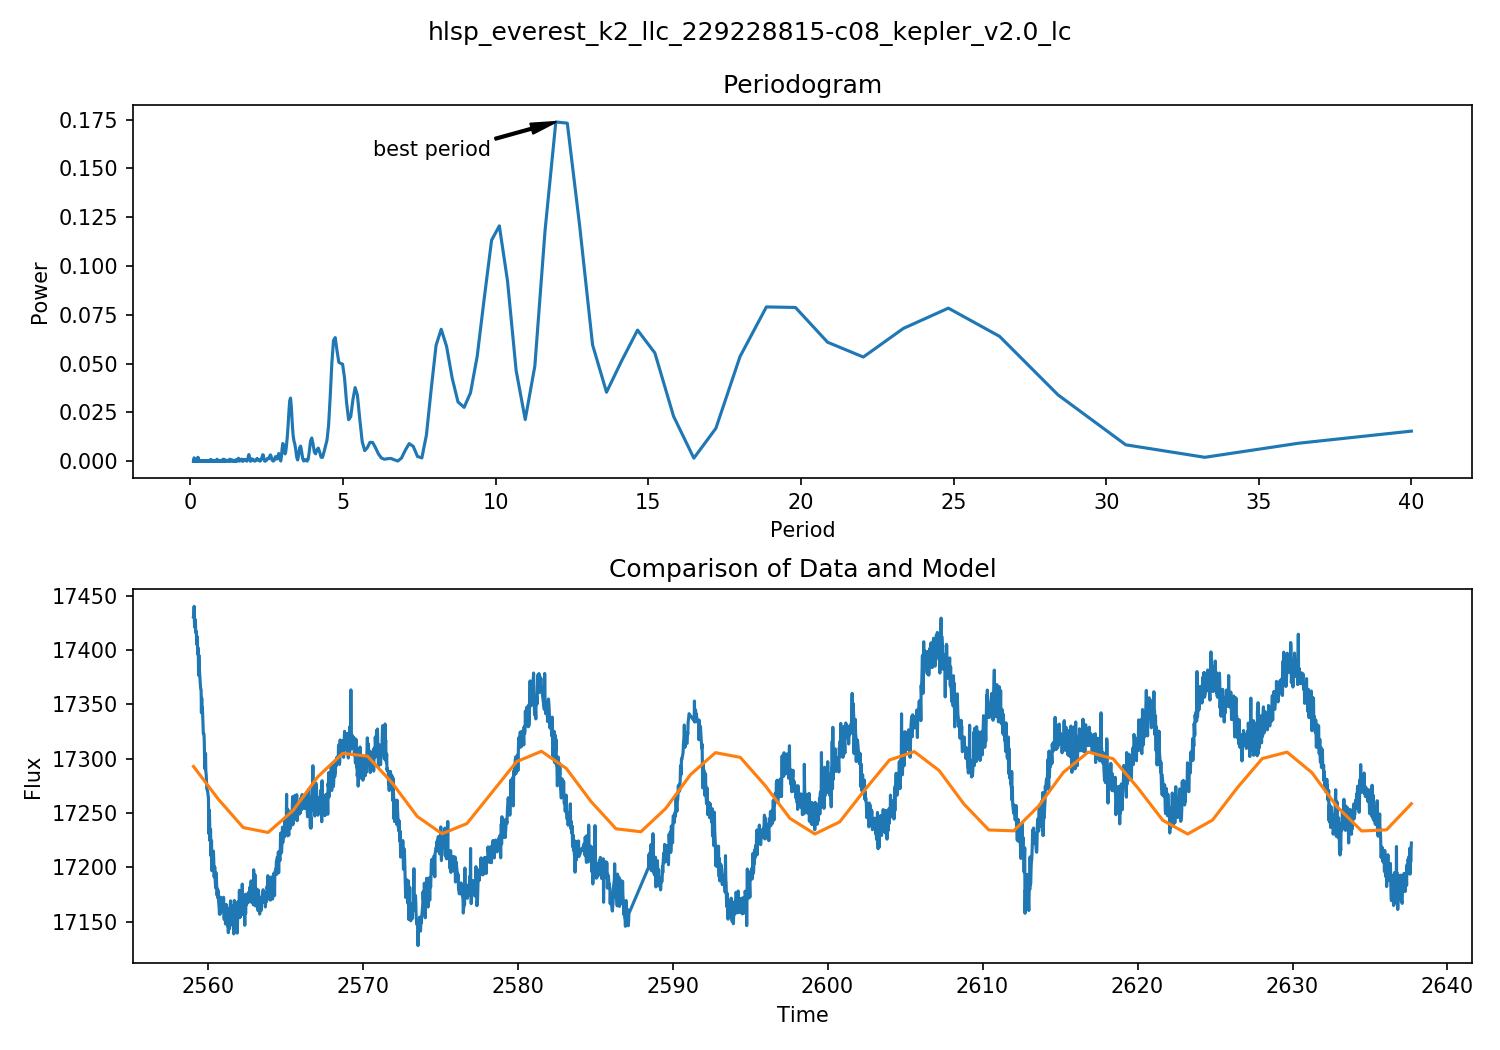 hlsp_everest_k2_llc_229228815-c08_kepler_v2.0_lc
Periodogram
0.175
0.150
0.125
0.100
0.075
0.050
0.025
0.000
Power
best period
0 5 10 15 20 25 30 35 40
Period
Comparison of Data and Model
17450
17400
17350
17300
17250
17200
17150
Flux
2560 2570 2580 2590 2600 2610 2620 2630 2640
Time